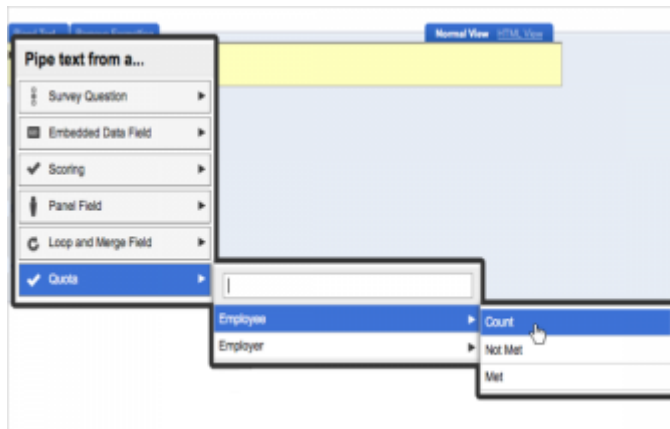 Normal View HTML View
Pipe text from a...
Survey Question
Embedded Data Field
Scoring
Panel Field
Loop and Merge Field
Quota
Employee
Employer
Count
Not Met
Met